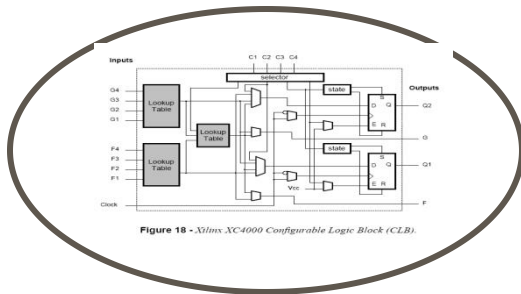 C1 C2 C3 C4
Inputs
selector
Outputs
G4
G3
G2
G1
Lookup
Table
state
S
D Q
E R
Q2
Lookup
Table
G
state
F4
F3
F2
F1
Lookup
Table
S
D Q
E R
Q1
Vcc
Clock
F
Figure 18 - Xilinx XC4000 Configurable Logic Block (CLB).